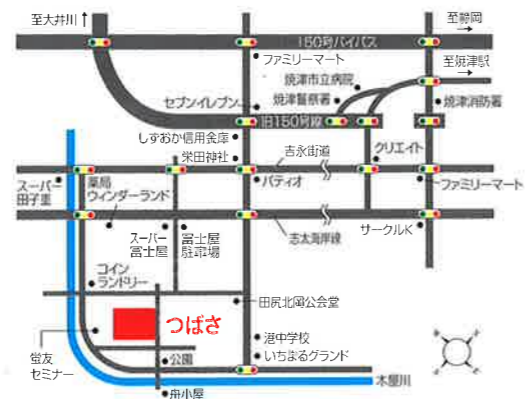 至大井川
至静岡
150号バイパス
ファミリーマート
至焼津駅
焼津市立病院
焼津警察署
セブンイレブン
焼津消防署
旧150号線
しずおか信用金庫
栄田神社
吉永街道
クリエイト
スーパー
田子重
薬局
ウィンダーランド
パティオ
ファミリーマート
スーパー
富士屋
富士屋
駐車場
志太海岸線
サークルK
コイン
ランドリー
田尻北公会堂
つばさ
蛍友
セミナー
港中学校
いちまるグランド
公園
木屋川
舟小屋